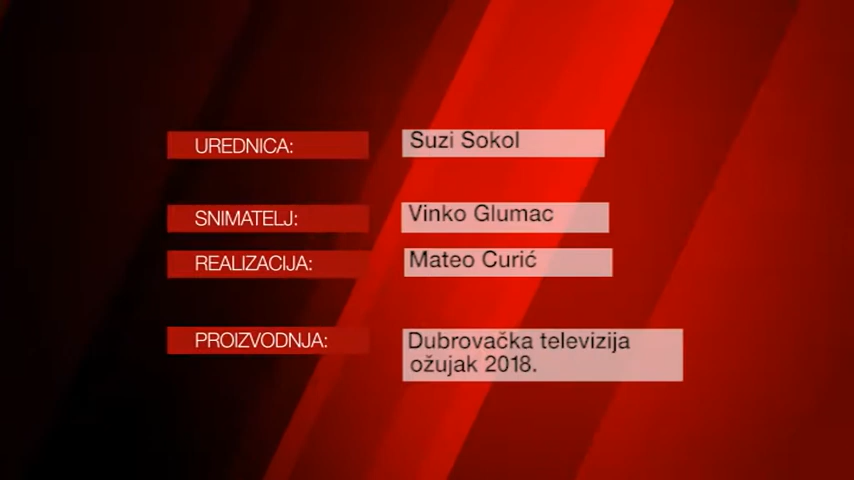 UREDNICA: Suzi Sokol
SNIMATELJ: Vinko Glumac
REALIZACIJA: Mateo Curić
PROIZVODNJA: Dubrovačka televizija
ožujak 2018.